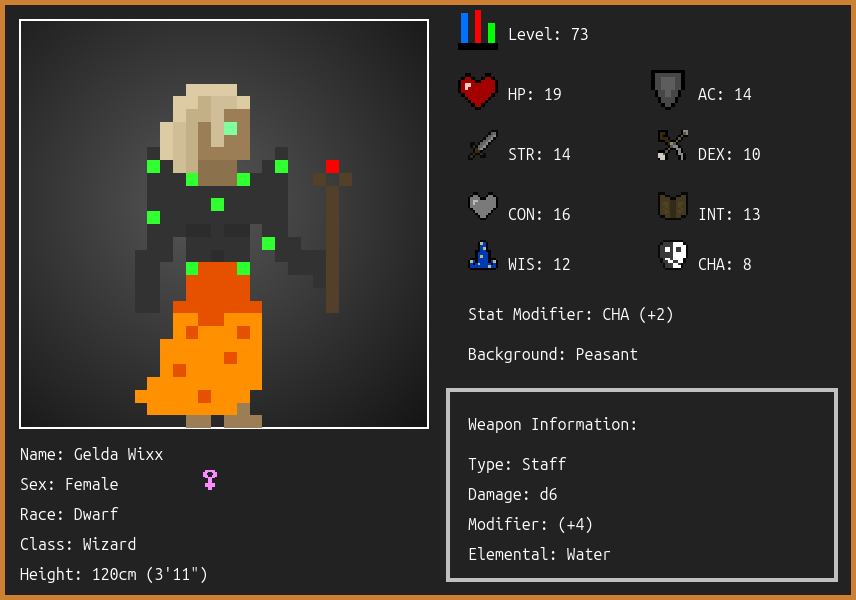 Level: 73
HP: 19
AC: 14
STR: 14
DEX: 10
CON: 16
INT: 13
WIS: 12
CHA: 8
Stat Modifier: CHA (+2)
Background: Peasant
Weapon Information:
Type: Staff
Damage: d6
Modifier: (+4)
Elemental: Water
Name: Gelda Wixx
Sex: Female
Race: Dwarf
Class: Wizard
Height: 120cm (3'11")